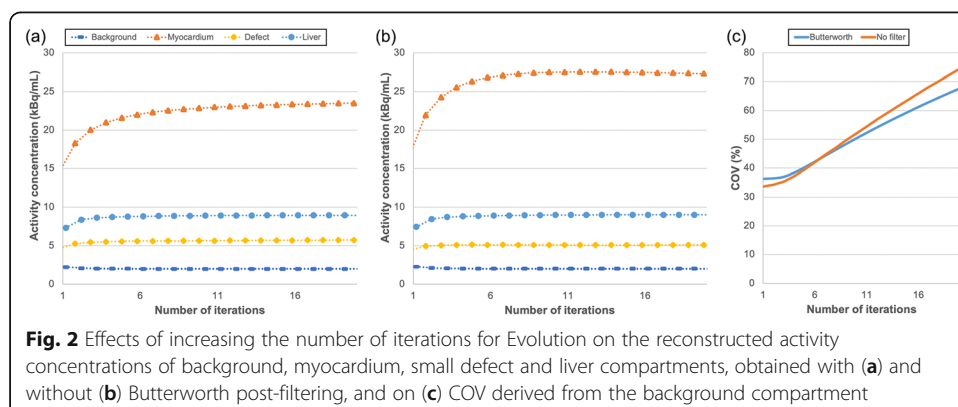 (a)
Background Myocardium Defect Liver
30
25
20
15
10
5
0
1 6 11 16
Activity concentration (kBq/mL)
Number of iterations
(b)
Background Myocardium Defect Liver
30
25
20
15
10
5
0
1 6 11 16
Activity concentration (kBq/mL)
Number of iterations
(c)
Butterworth No filter
80
70
60
50
40
30
20
10
0
1 6 11 16
COV (%)
Number of iterations
Fig. 2 Effects of increasing the number of iterations for Evolution on the reconstructed activity
concentrations of background, myocardium, small defect and liver compartments, obtained with (a) and
without (b) Butterworth post-filtering, and on (c) COV derived from the background compartment